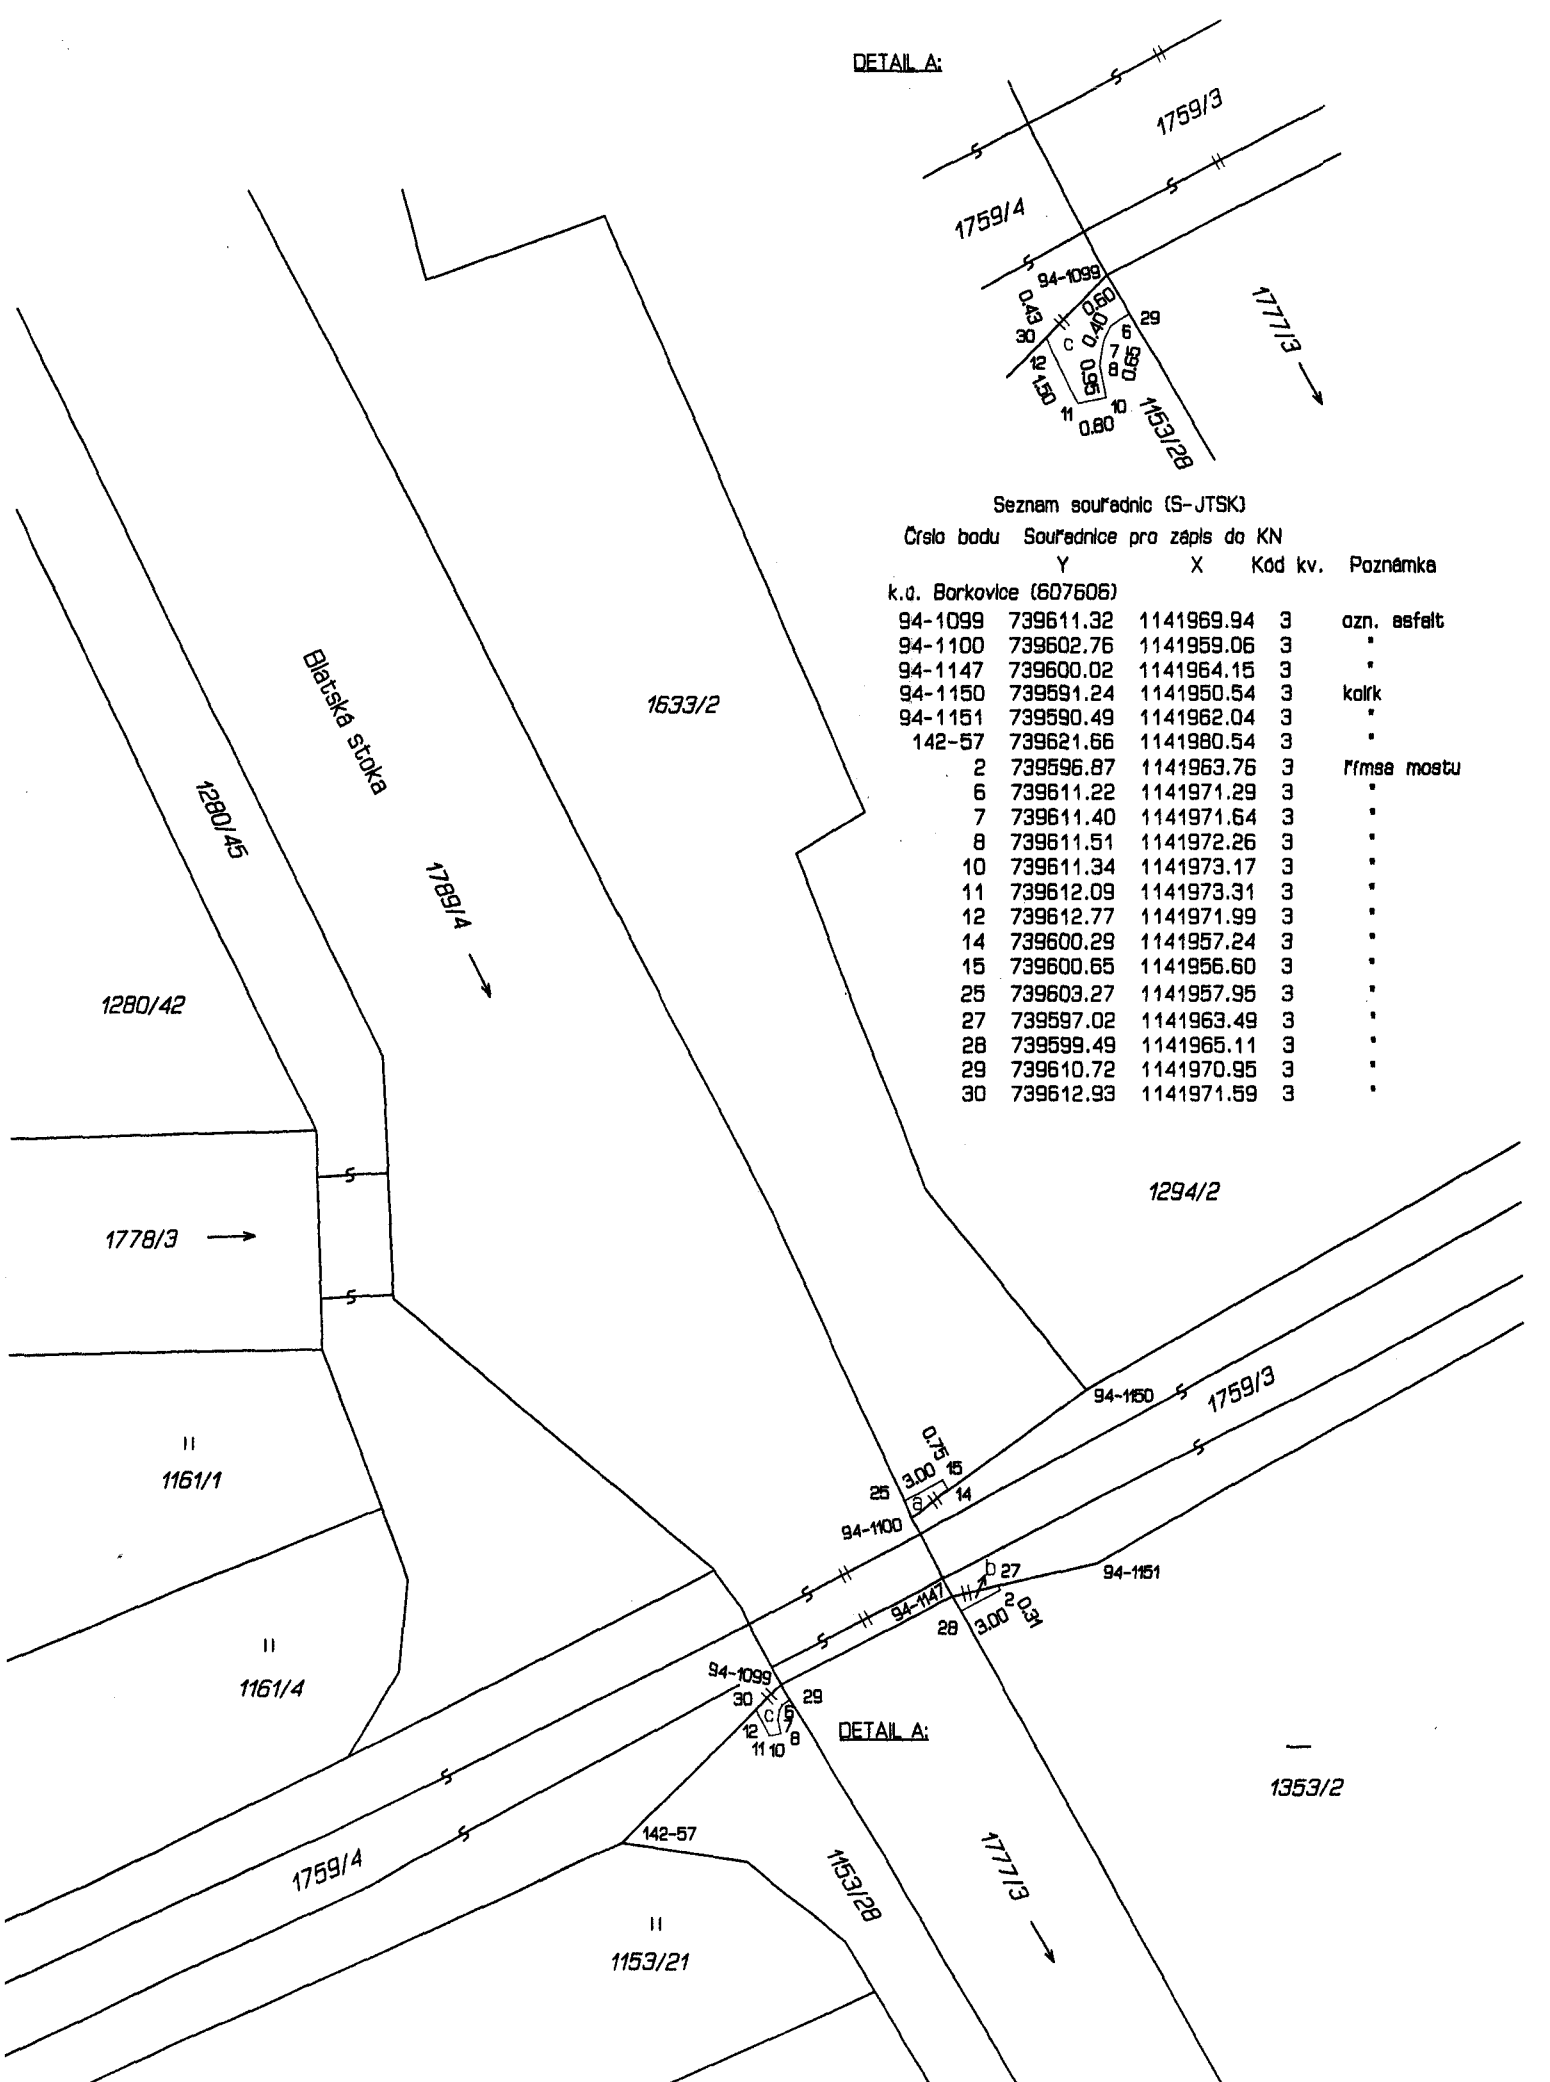 DETAIL A:
1759/3
1759/4
94-1099
0.43
0.60
30
c
0.40
6
29
7
8
0.65
12
1.50
0.95
11
10
0.80
1153/28
1777/3
Seznam souřadnic (S-JTSK)
Číslo bodu Souřadnice pro zápis do KN
Y X Kód kv. Poznámka
k.ú. Borkovice (607606)
94-1099 739611.32 1141969.94 3 ozn. asfalt
94-1100 739602.76 1141959.06 3 "
94-1147 739600.02 1141964.15 3 "
94-1150 739591.24 1141950.54 3 kolík
94-1151 739590.49 1141962.04 3 "
142-57 739621.66 1141980.54 3 "
2 739596.87 1141963.76 3 římsa mostu
6 739611.22 1141971.29 3 "
7 739611.40 1141971.64 3 "
8 739611.51 1141972.26 3 "
10 739611.34 1141973.17 3 "
11 739612.09 1141973.31 3 "
12 739612.77 1141971.99 3 "
14 739600.29 1141957.24 3 "
15 739600.65 1141956.60 3 "
25 739603.27 1141957.95 3 "
27 739597.02 1141963.49 3 "
28 739599.49 1141965.11 3 "
29 739610.72 1141970.95 3 "
30 739612.93 1141971.59 3 "
Blatská stoka
1633/2
1280/45
1789/4
1280/42
1294/2
1778/3
94-1150
1759/3
1161/1
0.75
3.00
15
25
a
14
94-1100
b
27
94-1151
94-1147
2
0.31
28
3.00
1161/4
94-1099
30
29
c
6
7
12
8
11
10
DETAIL A:
1353/2
142-57
1759/4
1153/28
1777/3
1153/21